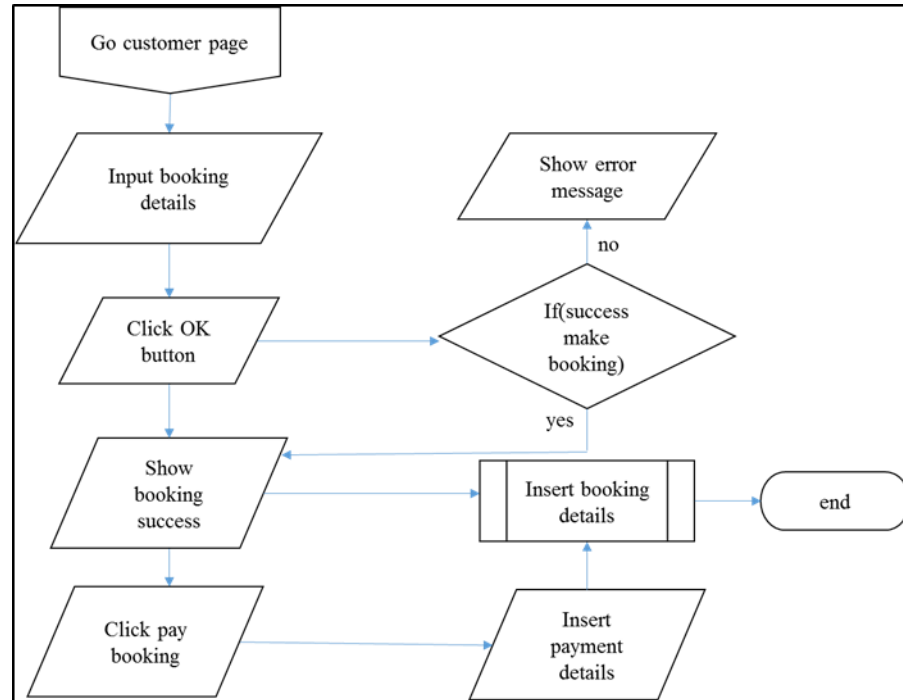 Go customer page
Input booking
details
Show error
message
no
Click OK
button
If(success
make
booking)
yes
Show
booking
success
Insert booking
details
end
Click pay
booking
Insert
payment
details